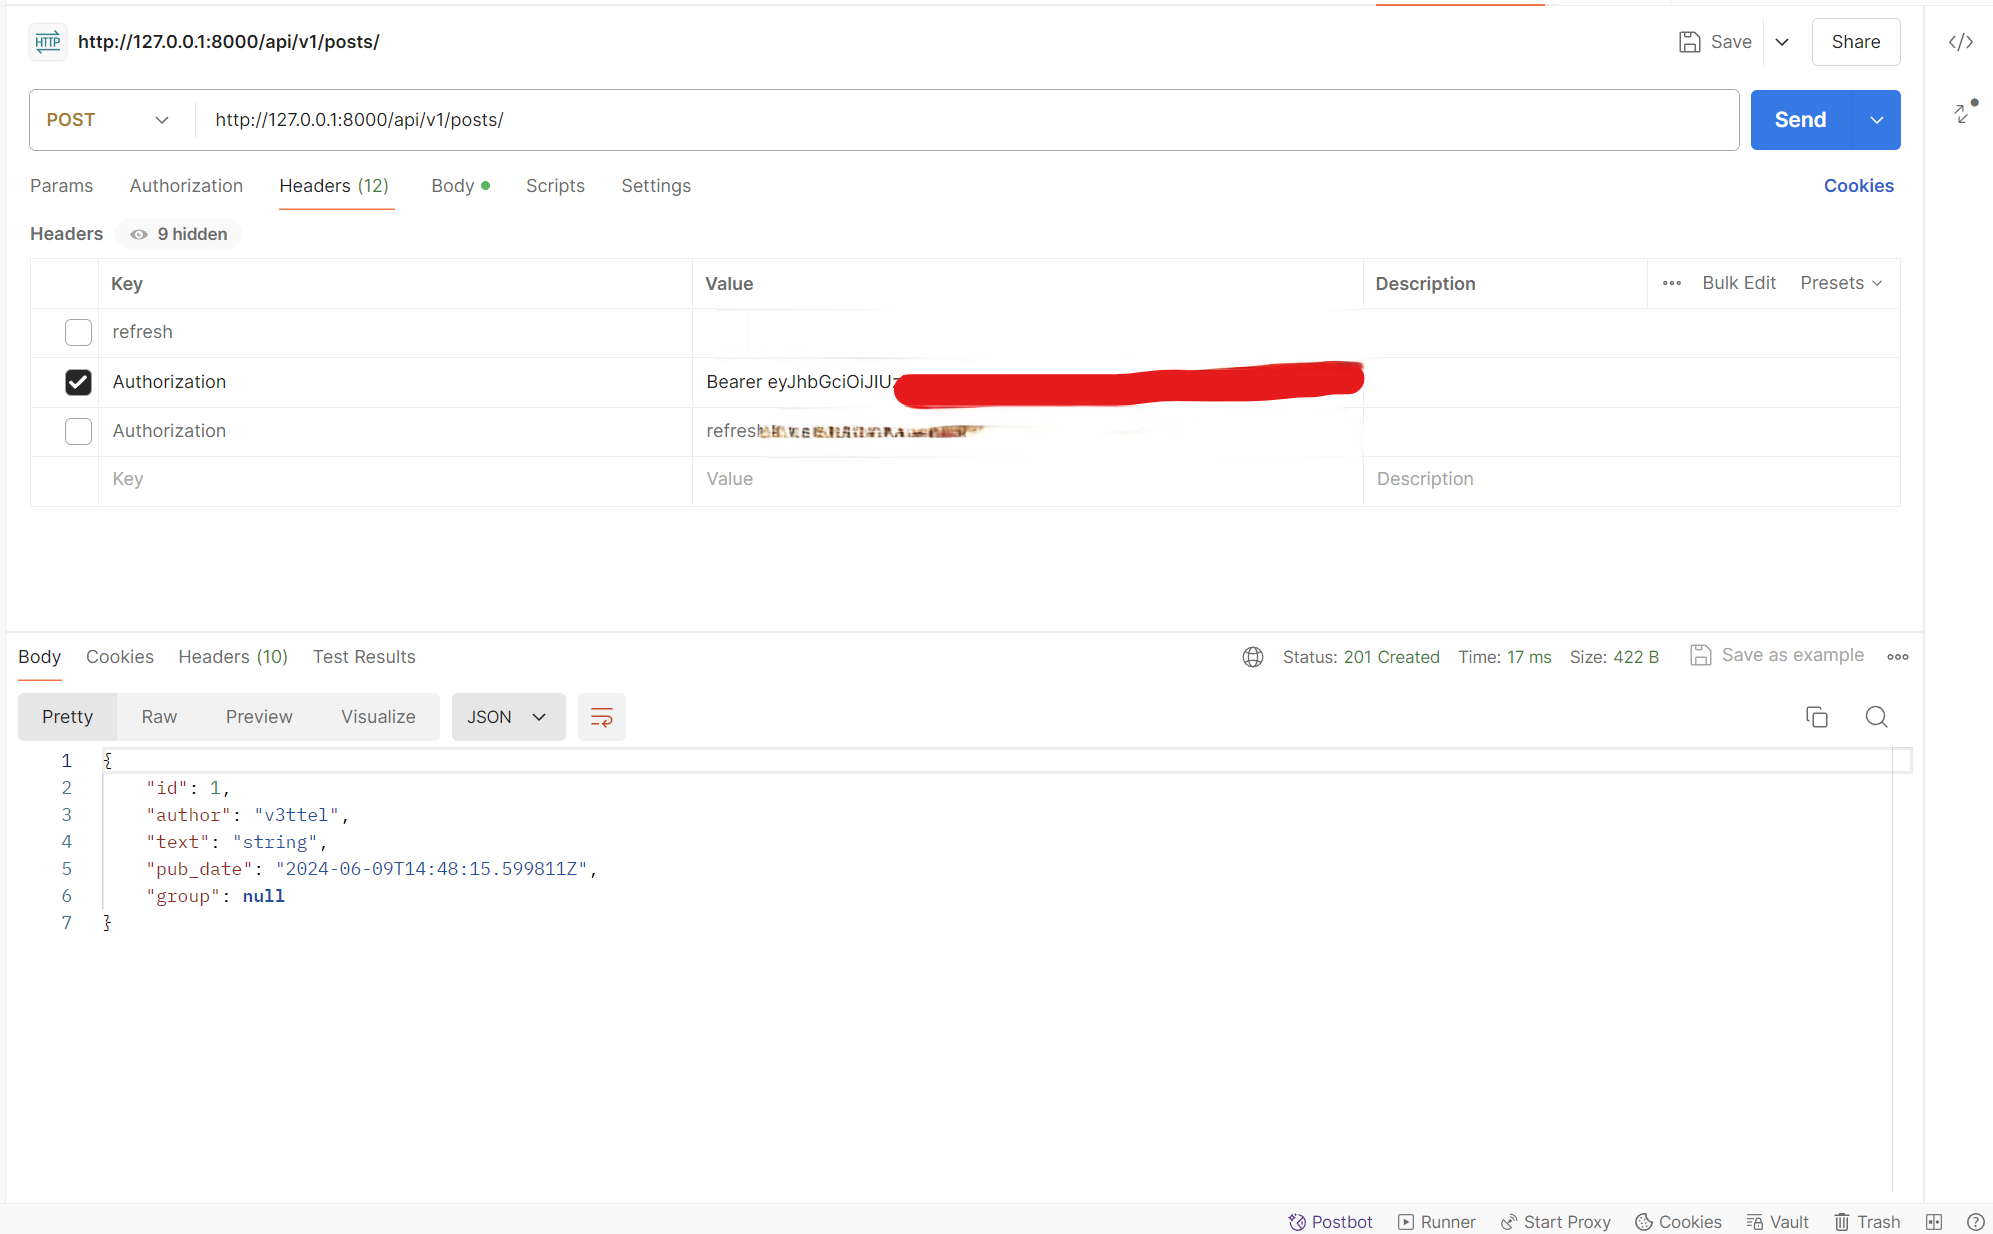 HTTP http://127.0.0.1:8000/api/v1/posts/ Save Share
POST http://127.0.0.1:8000/api/v1/posts/ Send
Params Authorization Headers (12) Body Scripts Settings Cookies
Headers 9 hidden
Key Value Description Bulk Edit Presets
refresh
Authorization Bearer
Authorization
Key Value Description
Body Cookies Headers (10) Test Results Status: 201 Created Time: 17 ms Size: 422 B Save as example
Pretty Raw Preview Visualize JSON
1 {
2 "id": 1,
3 "author": "v3ttel",
4 "text": "string",
5 "pub_date": "2024-06-09T14:48:15.599811Z",
6 "group": null
7 }
Postbot Runner Start Proxy Cookies Vault Trash